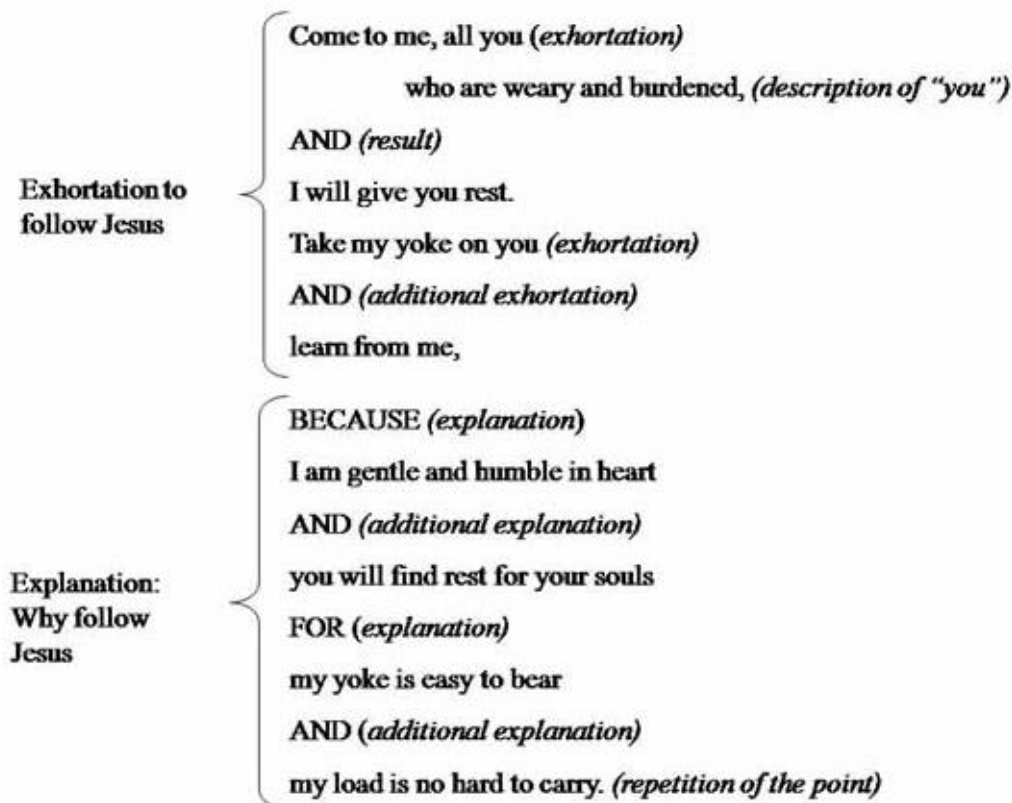 Come to me, all you (exhortation)
who are weary and burdened, (description of “you”)
AND (result)
Exhortation to
follow Jesus
I will give you rest.
Take my yoke on you (exhortation)
AND (additional exhortation)
learn from me,
BECAUSE (explanation)
I am gentle and humble in heart
AND (additional explanation)
you will find rest for your souls
Explanation:
Why follow
Jesus
FOR (explanation)
my yoke is easy to bear
AND (additional explanation)
my load is no hard to carry. (repetition of the point)